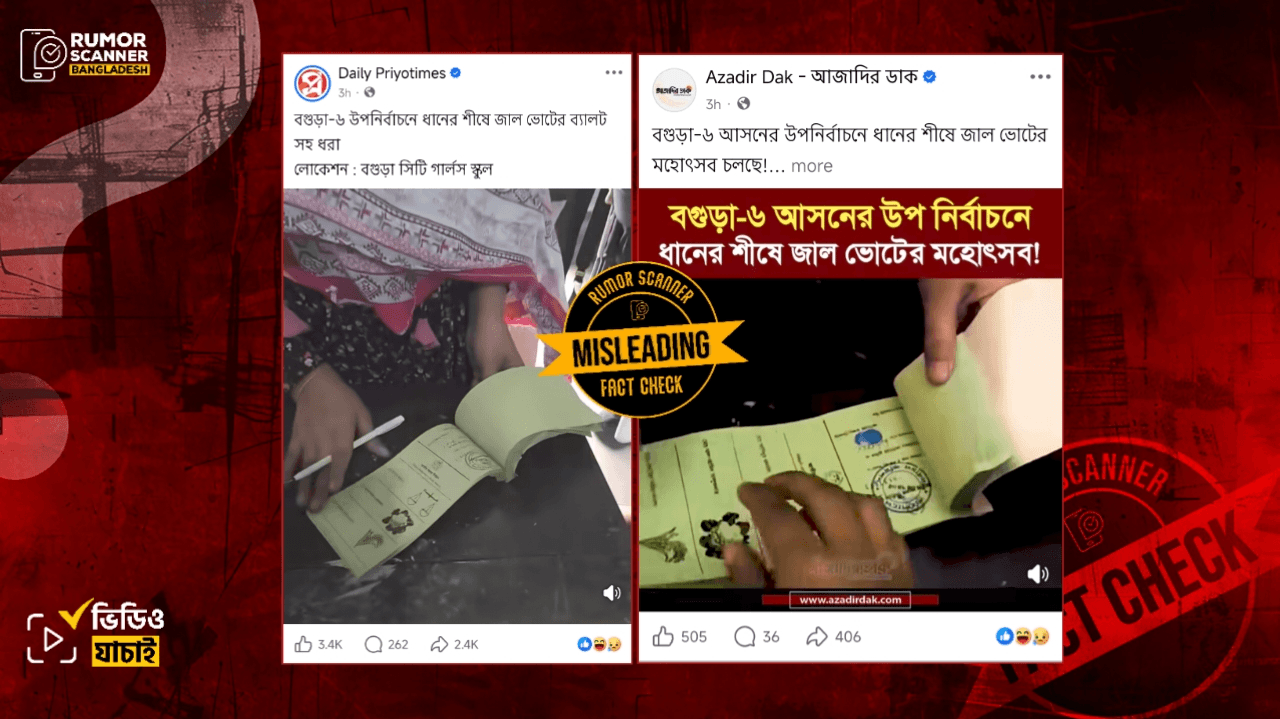 RUMOR
SCANNER
BANGLADESH
Daily Priyotimes
3h
বগুড়া-৬ উপনির্বাচনে ধানের শীষে জাল ভোটের ব্যালট
সহ ধরা
লোকেশন : বগুড়া সিটি গার্লস স্কুল
3.4K 262 2.4K
Azadir Dak - আজাদির ডাক
3h
বগুড়া-৬ আসনের উপনির্বাচনে ধানের শীষে জাল ভোটের
মহোৎসব চলছে!... more
বগুড়া-৬ আসনের উপ নির্বাচনে
ধানের শীষে জাল ভোটের মহোৎসব!
www.azadirdak.com
505 36 406
RUMOR SCANNER
MISLEADING
FACT CHECK
ভিডিও
যাচাই
SCANNER
FACT CHECK